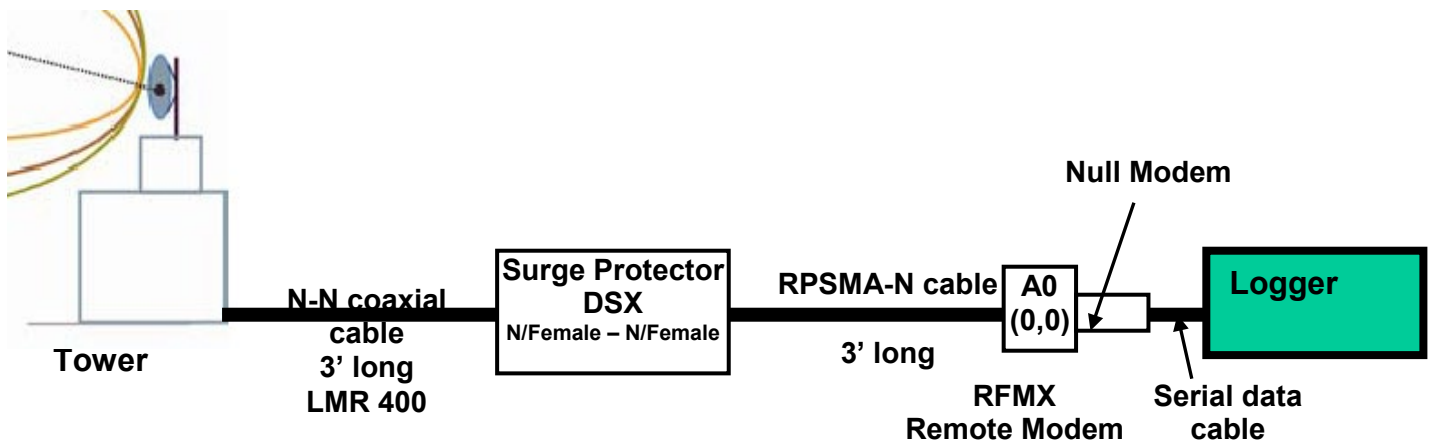 Tower
N-N coaxial
cable
3’ long
LMR 400
Surge Protector
DSX
N/Female – N/Female
RPSMA-N cable
3’ long
A0
(0,0)
RFMX
Remote Modem
Null Modem
Serial data
cable
Logger